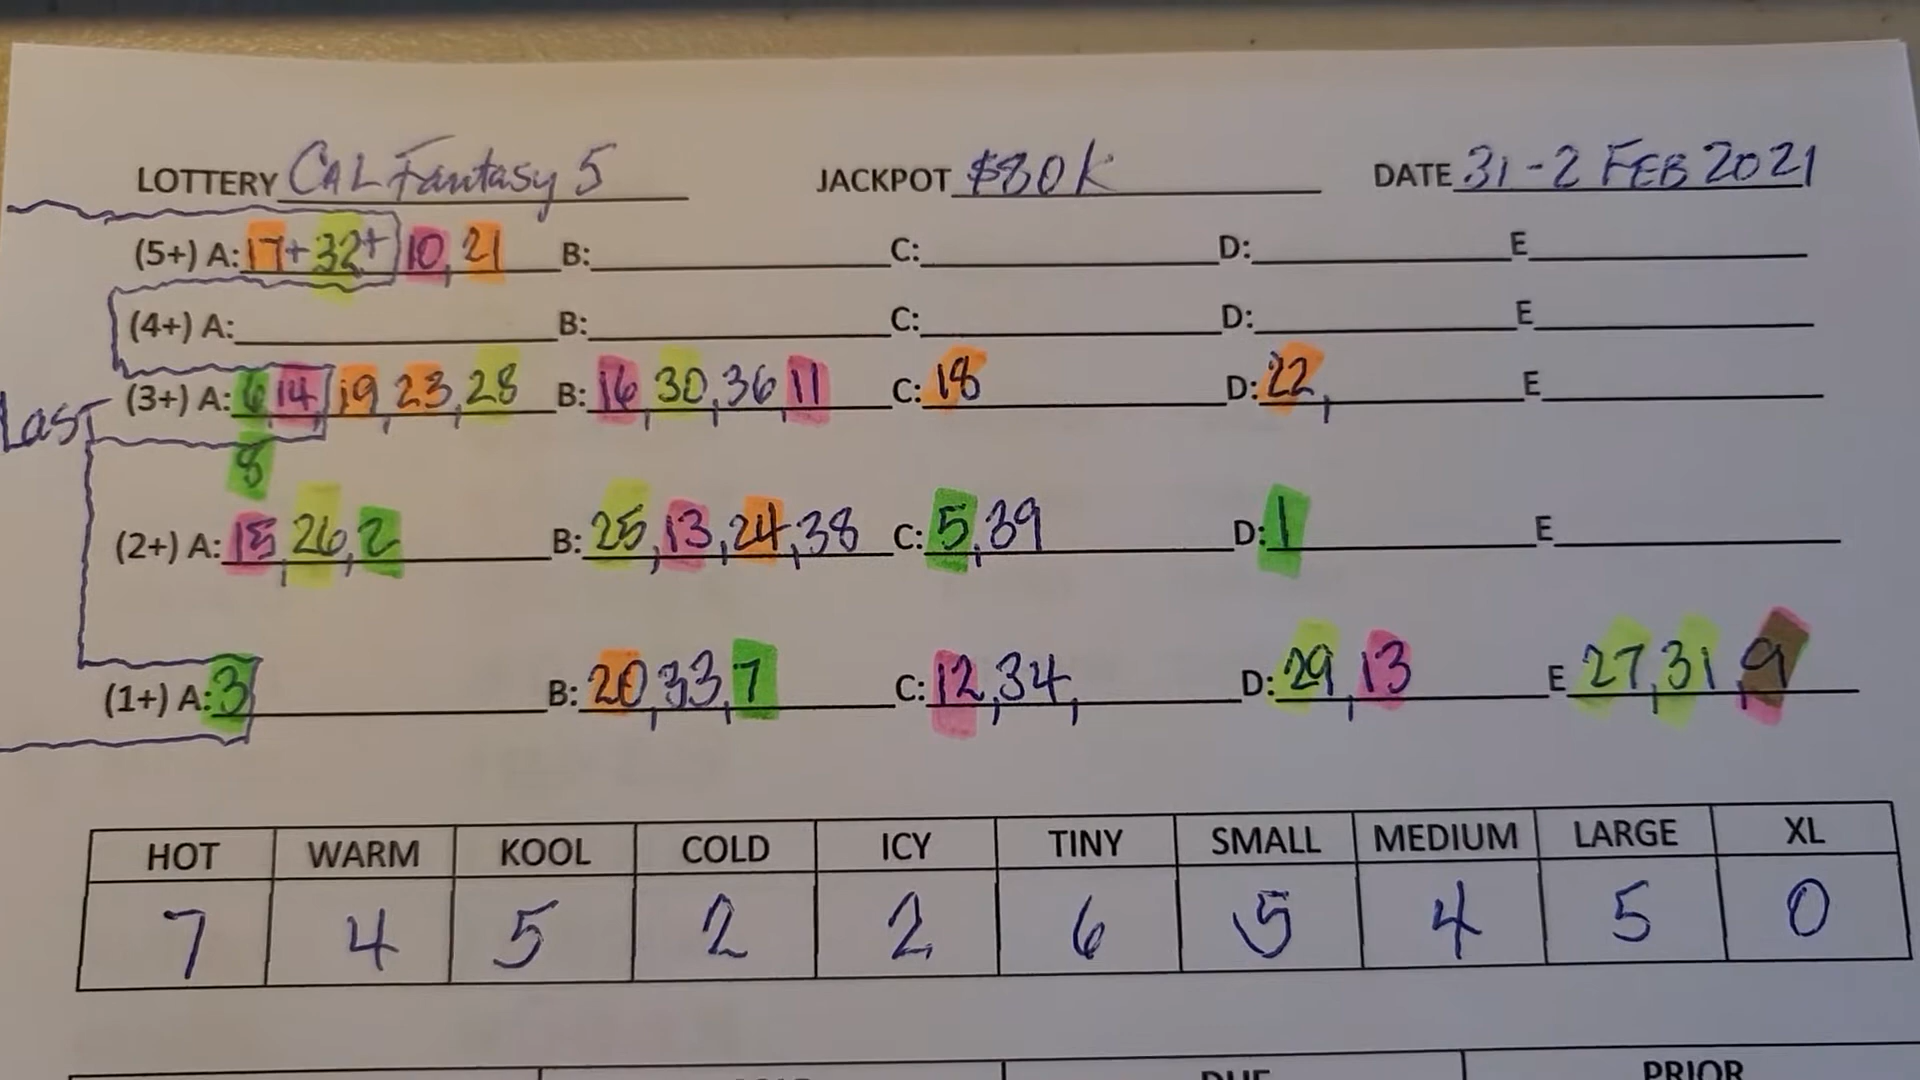 LOTTERY CAL Fantasy 5 JACKPOT $80K DATE 31-2 FEB 2021
(5+) A: 17+32+ 10, 21 B: C: D: E
(4+) A: B: C: D: E
(3+) A: 6 14, 19, 23, 28 B: 16, 30, 36, 11 C: 18 D: 22, E
Last
8
(2+) A: 15, 26, 2 B: 25, 13, 24, 38 C: 5, 39 D: 1 E
(1+) A: 3 B: 20, 33, 7 C: 12, 34, D: 29, 13 E 27, 31, 9
HOT WARM KOOL COLD ICY TINY SMALL MEDIUM LARGE XL
7 4 5 2 2 6 5 4 5 0
DUE PRIOR